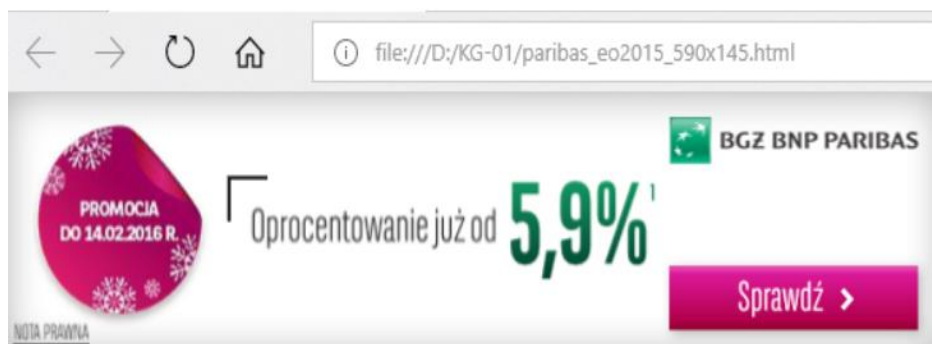 file:///D:/KG-01/paribas_eo2015_590x145.html
BGŻ BNP PARIBAS
PROMOCJA
DO 14.02.2016 R.
Oprocentowanie już od 5,9%¹
Sprawdź >
NOTA PRAWNA